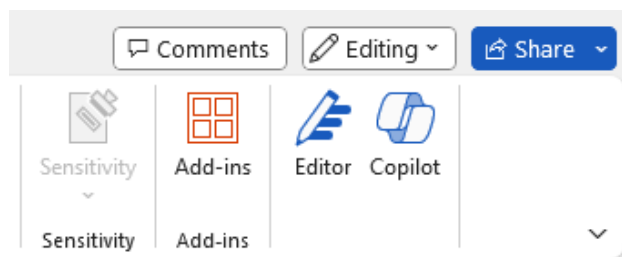 Comments Editing Share
Sensitivity Add-ins Editor Copilot
Sensitivity Add-ins